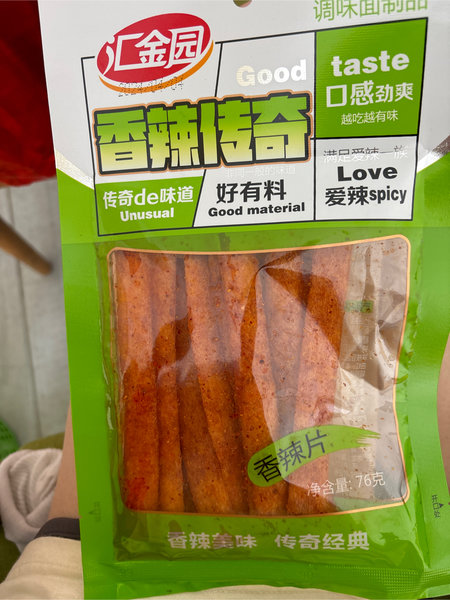 调味面制品
汇金园
2024.04.04
Good
taste
口感劲爽
越吃越有味
香辣传奇
非同一般的味道
满足爱辣一族
传奇de味道
Unusual
好有料
Good material
Love
爱辣spicy
香辣片
净含量: 76克
香辣美味 传奇经典